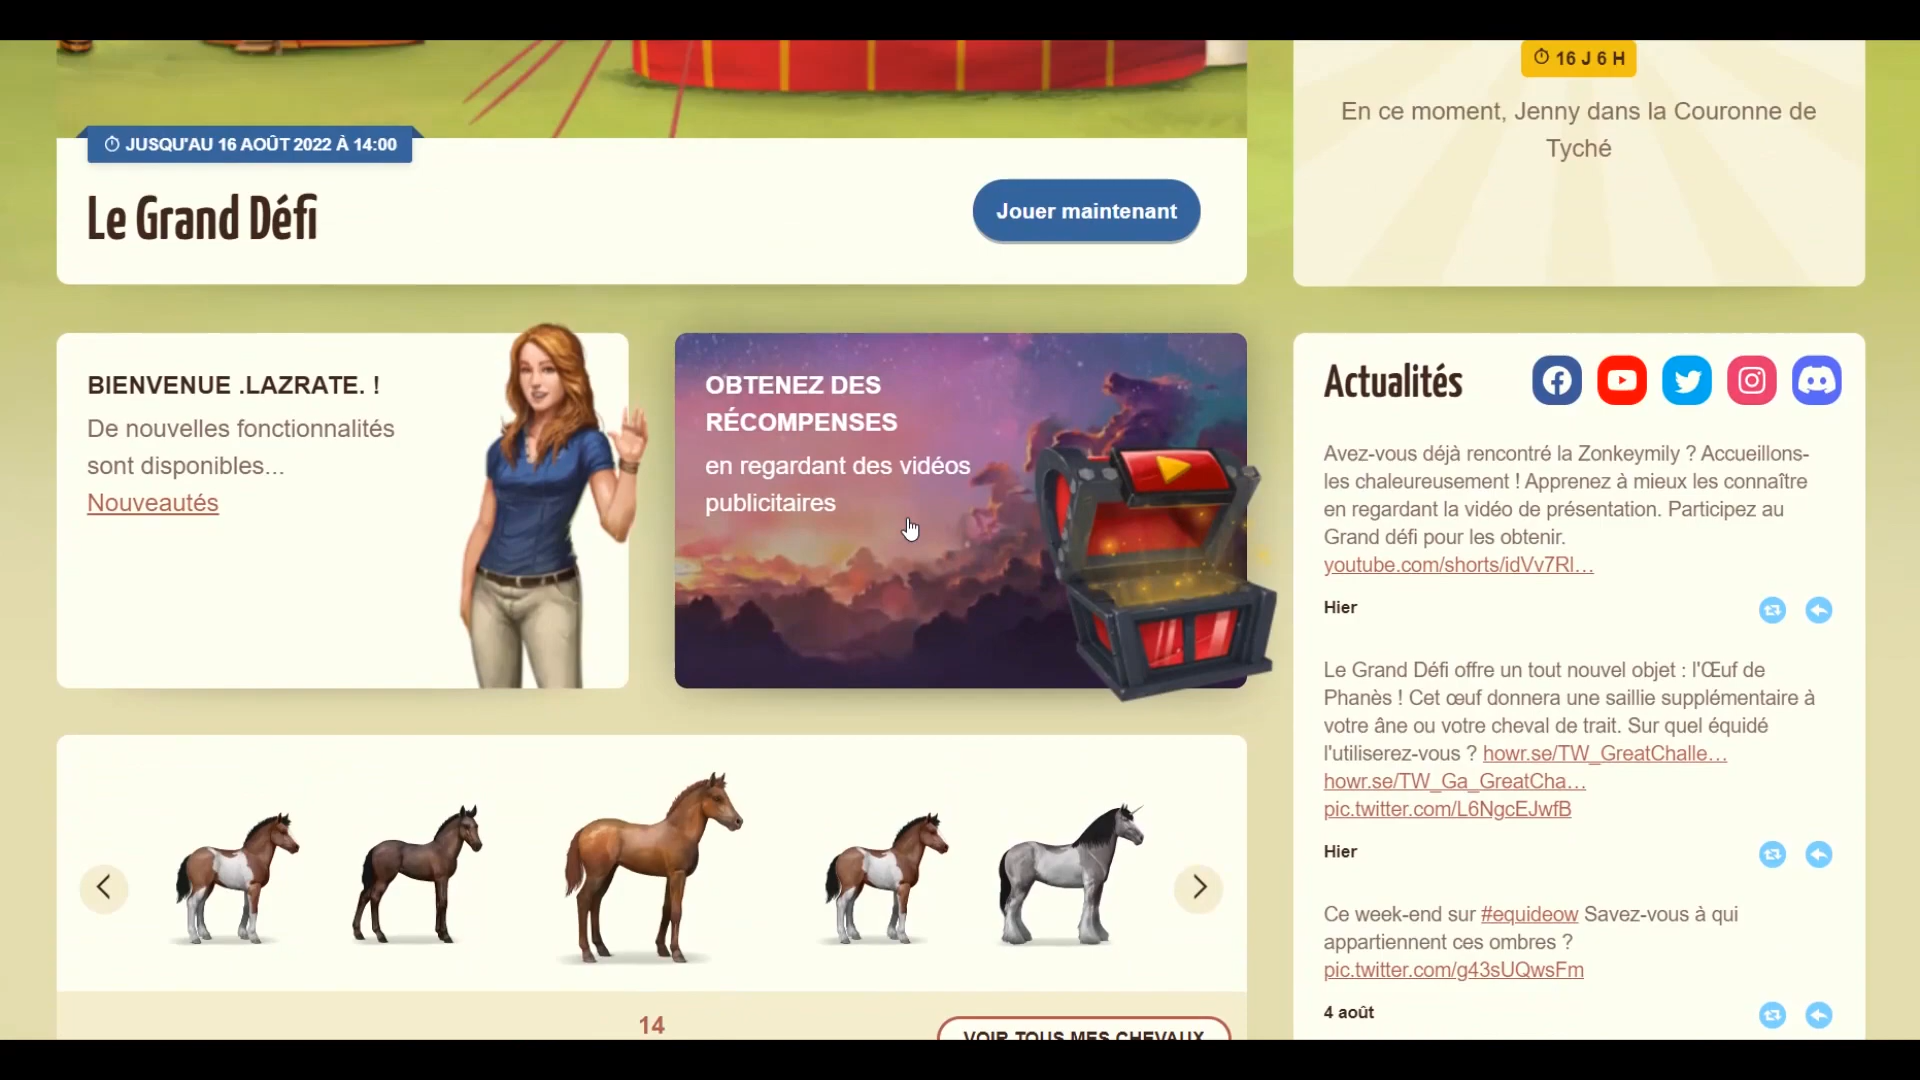 16 J 6 H
En ce moment, Jenny dans la Couronne de
Tyché
JUSQU'AU 16 AOÛT 2022 À 14:00
Le Grand Défi
Jouer maintenant
BIENVENUE .LAZRATE. !
De nouvelles fonctionnalités
sont disponibles...
Nouveautés
OBTENEZ DES
RÉCOMPENSES
en regardant des vidéos
publicitaires
Actualités
Avez-vous déjà rencontré la Zonkeymily ? Accueillons-
les chaleureusement ! Apprenez à mieux les connaître
en regardant la vidéo de présentation. Participez au
Grand défi pour les obtenir.
youtube.com/shorts/idVv7Rl…
Hier
Le Grand Défi offre un tout nouvel objet : l'Œuf de
Phanès ! Cet œuf donnera une saillie supplémentaire à
votre âne ou votre cheval de trait. Sur quel équidé
l'utiliserez-vous ? howr.se/TW_GreatChalle…
howr.se/TW_Ga_GreatCha…
pic.twitter.com/L6NgcEJwfB
Hier
Ce week-end sur #equideow Savez-vous à qui
appartiennent ces ombres ?
pic.twitter.com/g43sUQwsFm
4 août
14
VOIR TOUS MES CHEVAUX